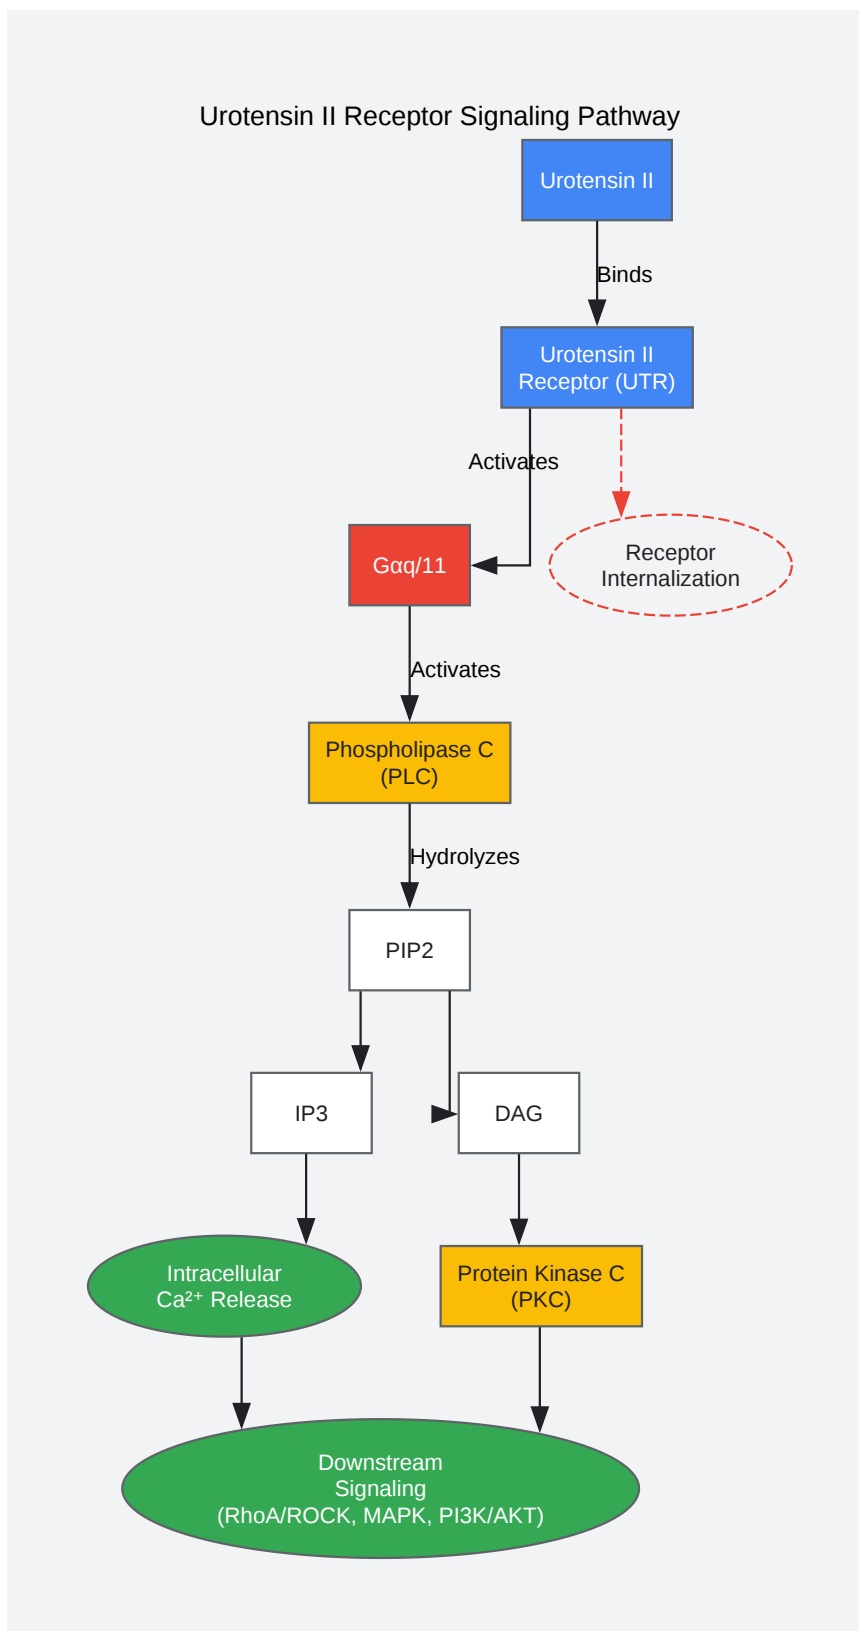 Urotensin II Receptor Signaling Pathway
Urotensin II
Binds
Urotensin II
Receptor (UTR)
Activates
Gαq/11
Receptor
Internalization
Activates
Phospholipase C
(PLC)
Hydrolyzes
PIP2
IP3
DAG
Intracellular
Ca²⁺ Release
Protein Kinase C
(PKC)
Downstream
Signaling
(RhoA/ROCK, MAPK, PI3K/AKT)